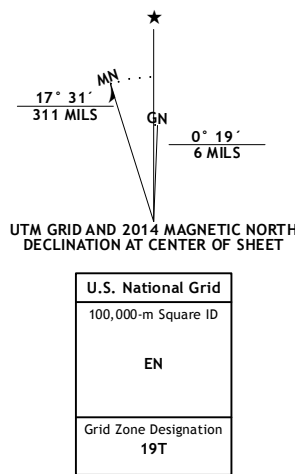 ★
MN
17° 31´
311 MILS
GN
0° 19´
6 MILS
UTM GRID AND 2014 MAGNETIC NORTH
DECLINATION AT CENTER OF SHEET
U.S. National Grid
100,000-m Square ID
EN
Grid Zone Designation
19T